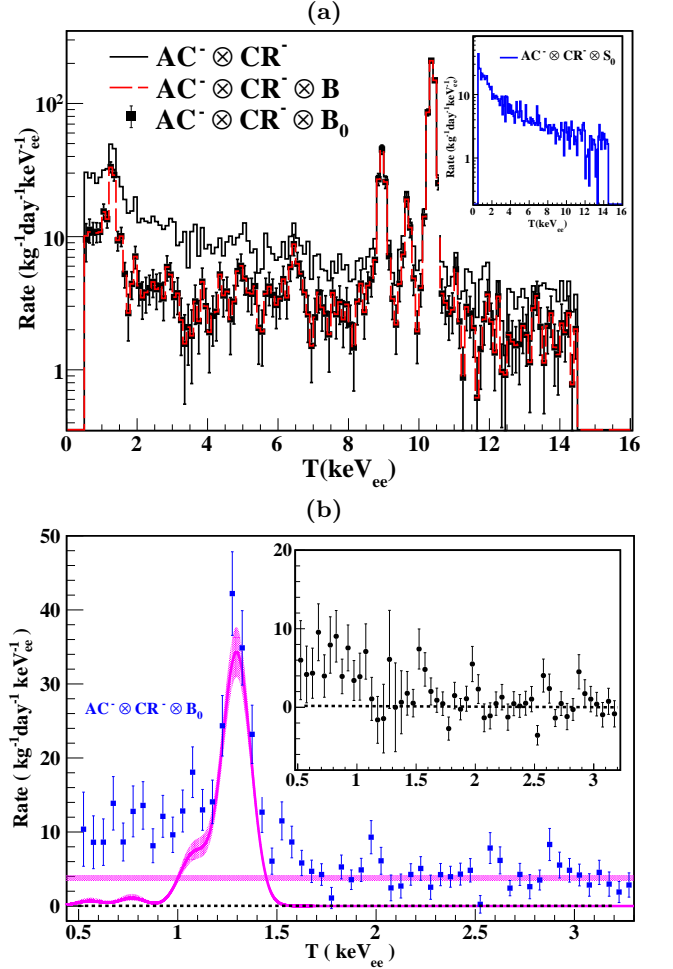 (a)
AC⁻ ⊗ CR⁻
AC⁻ ⊗ CR⁻ ⊗ B
AC⁻ ⊗ CR⁻ ⊗ B₀
Rate (kg⁻¹day⁻¹keV⁻¹ₑₑ)
10²
10
1
0 2 4 6 8 10 12 14 16
T(keVₑₑ)
AC⁻ ⊗ CR⁻ ⊗ S₀
Rate (kg⁻¹day⁻¹keV⁻¹ₑₑ)
10
1
0 2 4 6 8 10 12 14 16
T(keVₑₑ)
(b)
Rate ( kg⁻¹day⁻¹ keV⁻¹ₑₑ )
50
40
30
20
10
0
AC⁻ ⊗ CR⁻ ⊗ B₀
0.5 1 1.5 2 2.5 3
T ( keVₑₑ )
20
10
0
0.5 1 1.5 2 2.5 3